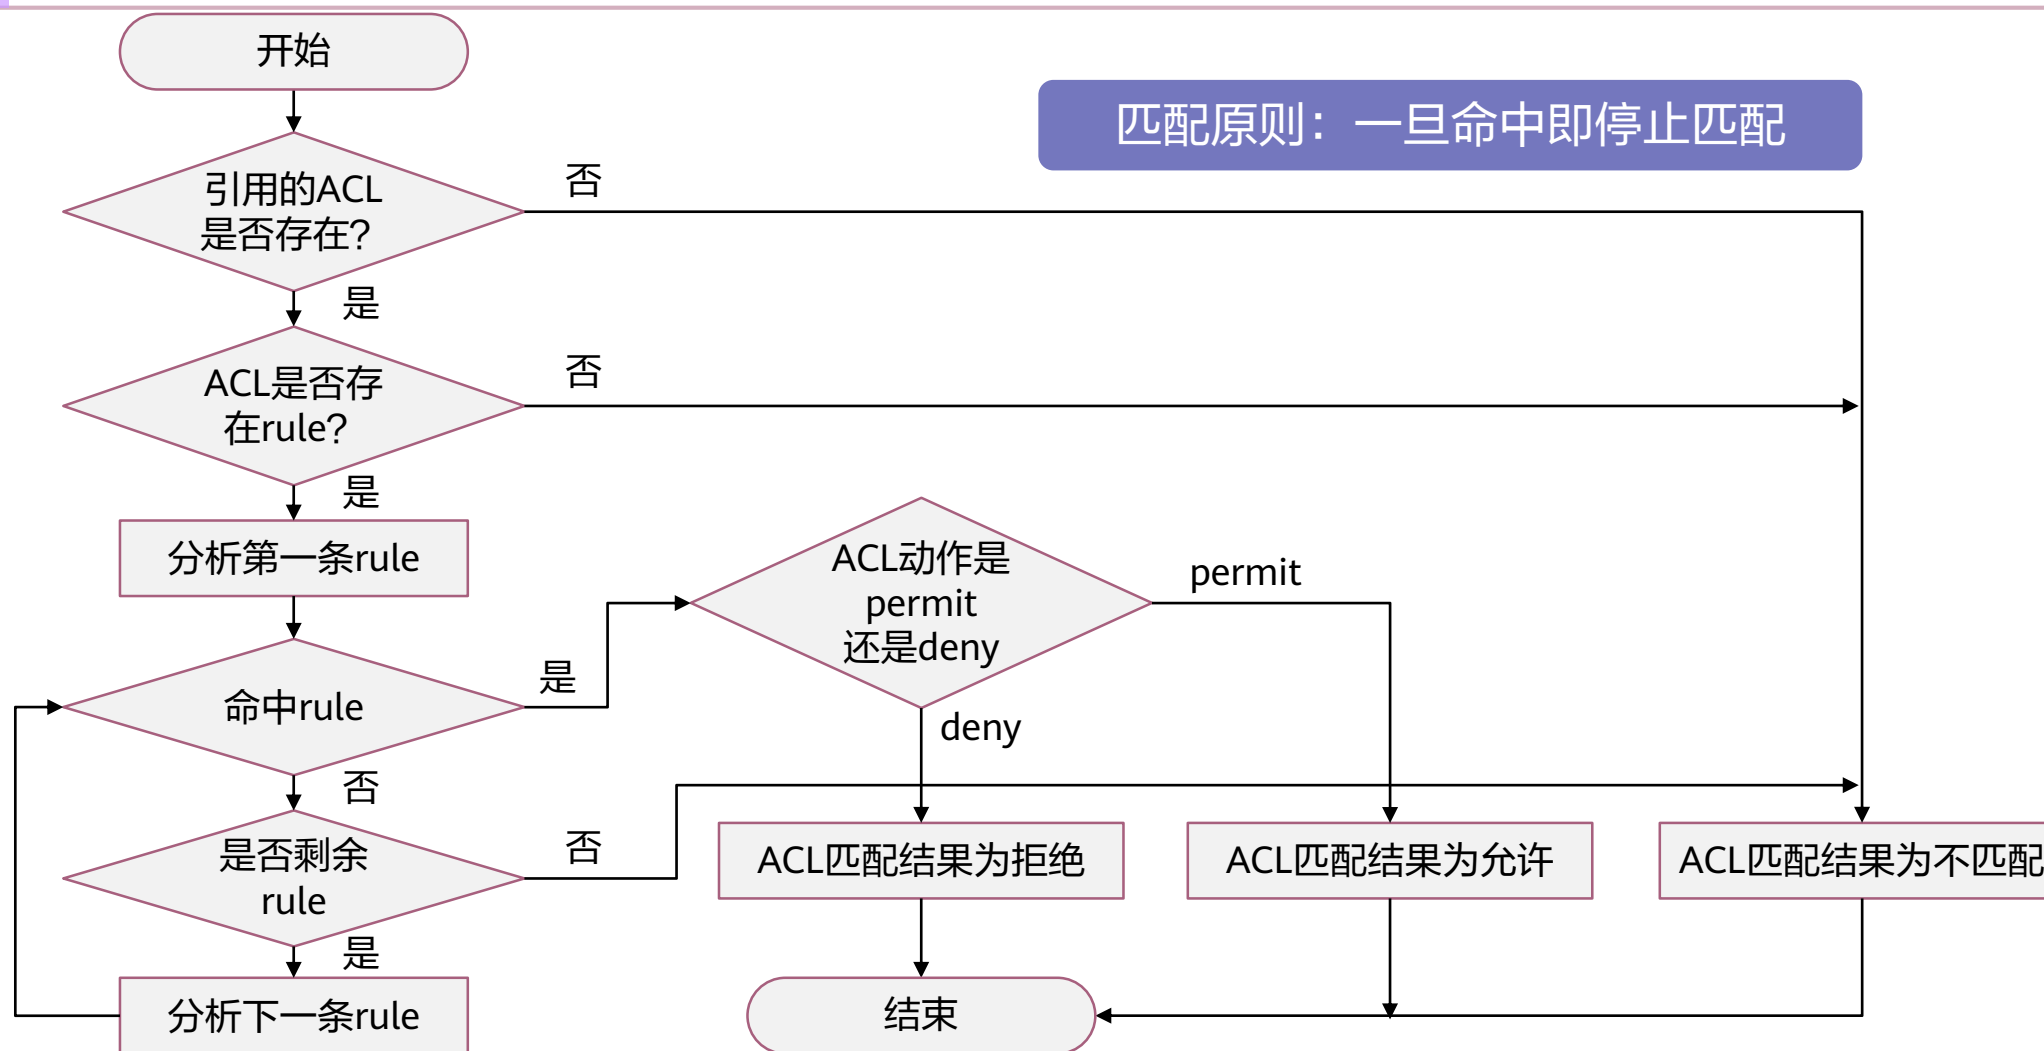 开始
匹配原则：一旦命中即停止匹配
引用的ACL
是否存在?
否
是
ACL是否存
在rule?
否
是
分析第一条rule
ACL动作是
permit
还是deny
permit
命中rule
是
deny
否
是否剩余
rule
否
ACL匹配结果为拒绝
ACL匹配结果为允许
ACL匹配结果为不匹配
是
分析下一条rule
结束